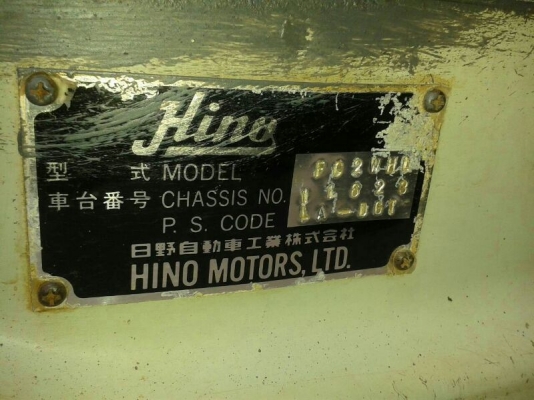 Hino
型 式 MODEL
車台番号 CHASSIS NO.
P. S. CODE
日野自動車工業株式会社
HINO MOTORS, LTD.